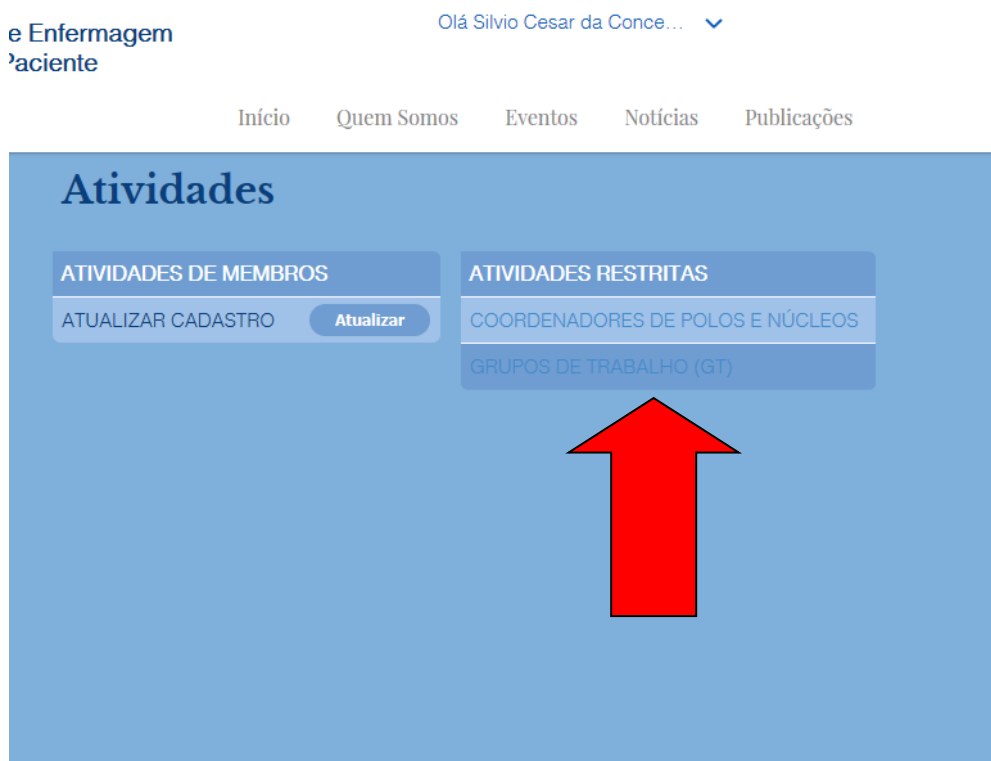 e Enfermagem
Paciente
Olá Silvio Cesar da Conce...
Início Quem Somos Eventos Notícias Publicações
Atividades
ATIVIDADES DE MEMBROS
ATUALIZAR CADASTRO Atualizar
ATIVIDADES RESTRITAS
COORDENADORES DE POLOS E NÚCLEOS
GRUPOS DE TRABALHO (GT)